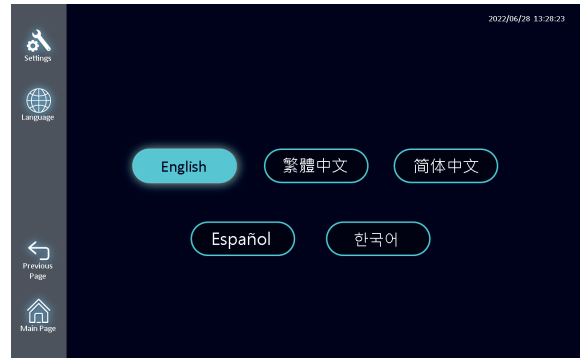 2022/06/28 13:28:23
Settings
Language
English
繁體中文
简体中文
Español
한국어
Previous
Page
Main Page